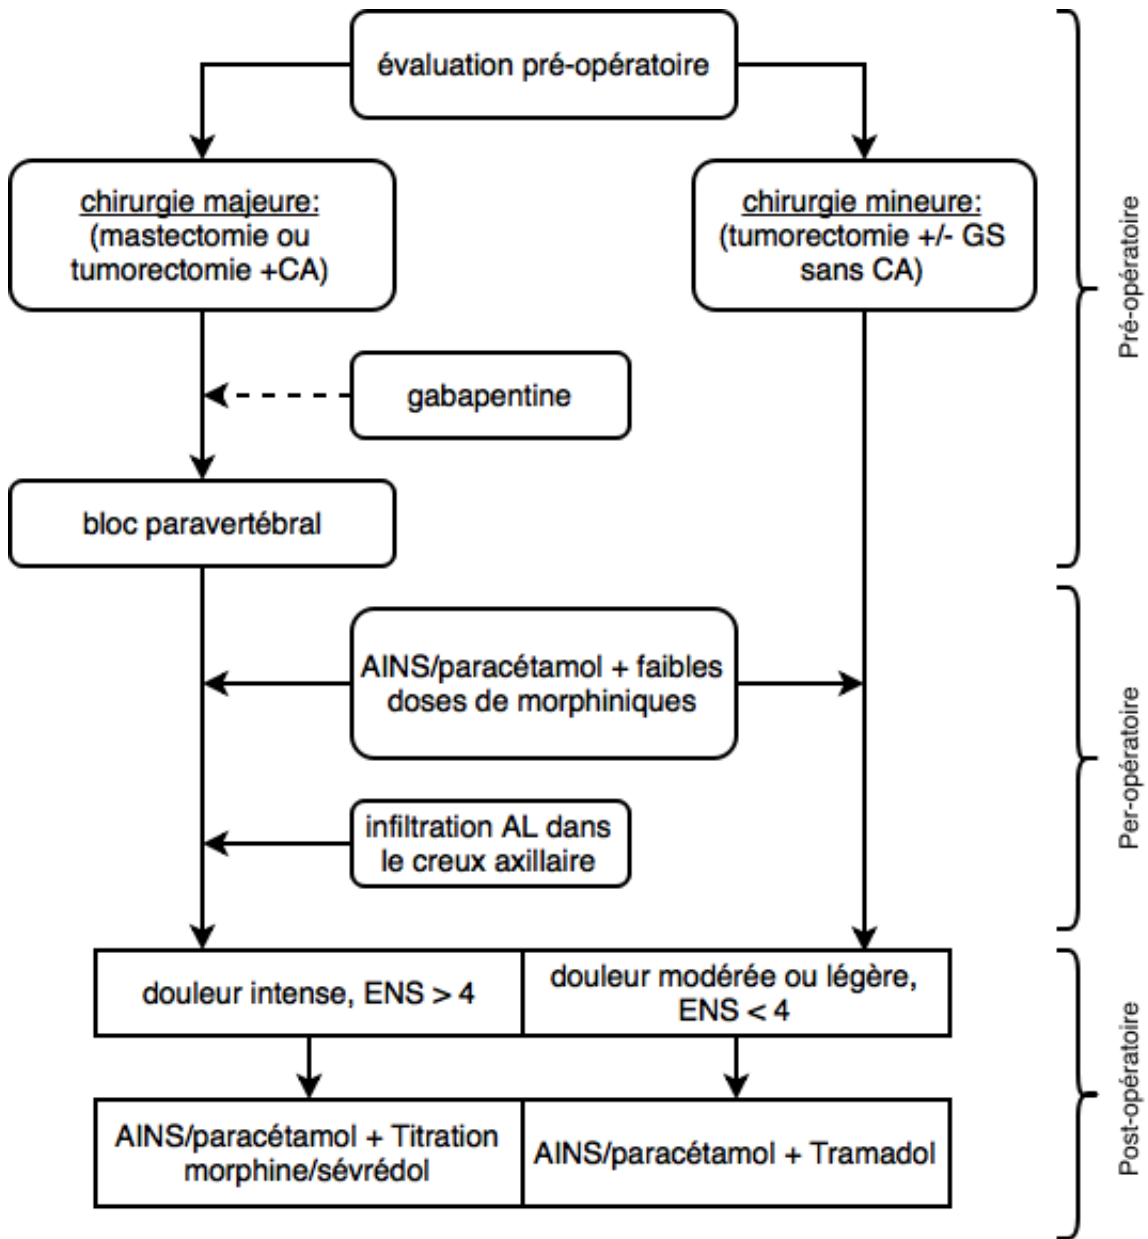 évaluation pré-opératoire
chirurgie majeure:
(mastectomie ou
tumorectomie +CA)
chirurgie mineure:
(tumorectomie +/- GS
sans CA)
gabapentine
bloc paravertébral
Pré-opératoire
AINS/paracétamol + faibles
doses de morphiniques
infiltration AL dans
le creux axillaire
Per-opératoire
douleur intense, ENS > 4
douleur modérée ou légère,
ENS < 4
AINS/paracétamol + Titration
morphine/sévrédol
AINS/paracétamol + Tramadol
Post-opératoire